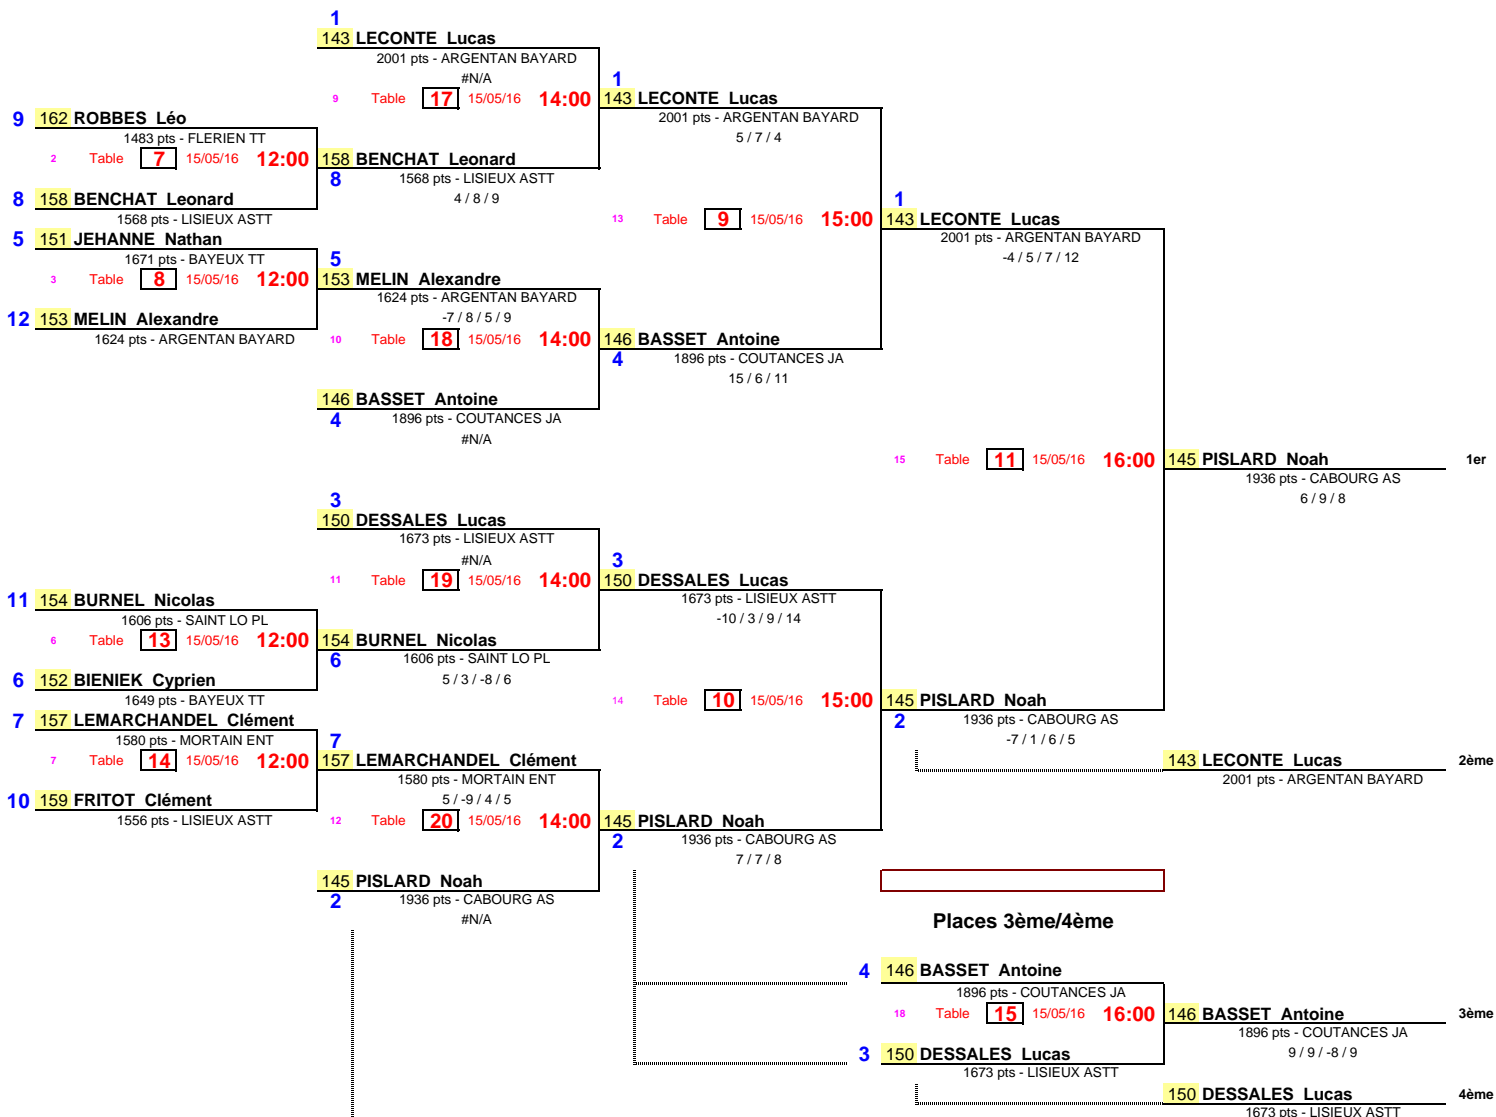 1
143 LECONTE Lucas
2001 pts - ARGENTAN BAYARD
#N/A
9 Table 17 15/05/16 14:00
1
143 LECONTE Lucas
2001 pts - ARGENTAN BAYARD
5 / 7 / 4
9 162 ROBBES Léo
1483 pts - FLERIEN TT
2 Table 7 15/05/16 12:00
158 BENCHAT Leonard
8
1568 pts - LISIEUX ASTT
4 / 8 / 9
8 158 BENCHAT Leonard
1568 pts - LISIEUX ASTT
13 Table 9 15/05/16 15:00
1
143 LECONTE Lucas
2001 pts - ARGENTAN BAYARD
-4 / 5 / 7 / 12
5 151 JEHANNE Nathan
1671 pts - BAYEUX TT
3 Table 8 15/05/16 12:00
5
153 MELIN Alexandre
1624 pts - ARGENTAN BAYARD
-7 / 8 / 5 / 9
12 153 MELIN Alexandre
1624 pts - ARGENTAN BAYARD
10 Table 18 15/05/16 14:00
146 BASSET Antoine
4
1896 pts - COUTANCES JA
15 / 6 / 11
146 BASSET Antoine
4
1896 pts - COUTANCES JA
#N/A
15 Table 11 15/05/16 16:00
145 PISLARD Noah 1er
1936 pts - CABOURG AS
6 / 9 / 8
3
150 DESSALES Lucas
1673 pts - LISIEUX ASTT
#N/A
11 Table 19 15/05/16 14:00
3
150 DESSALES Lucas
1673 pts - LISIEUX ASTT
-10 / 3 / 9 / 14
11 154 BURNEL Nicolas
1606 pts - SAINT LO PL
6 Table 13 15/05/16 12:00
154 BURNEL Nicolas
6
1606 pts - SAINT LO PL
5 / 3 / -8 / 6
6 152 BIENIEK Cyprien
1649 pts - BAYEUX TT
14 Table 10 15/05/16 15:00
145 PISLARD Noah
2
1936 pts - CABOURG AS
-7 / 1 / 6 / 5
7 157 LEMARCHANDEL Clément
1580 pts - MORTAIN ENT
7 Table 14 15/05/16 12:00
7
157 LEMARCHANDEL Clément
1580 pts - MORTAIN ENT
5 / -9 / 4 / 5
143 LECONTE Lucas 2ème
2001 pts - ARGENTAN BAYARD
10 159 FRITOT Clément
1556 pts - LISIEUX ASTT
12 Table 20 15/05/16 14:00
145 PISLARD Noah
2
1936 pts - CABOURG AS
7 / 7 / 8
145 PISLARD Noah
2
1936 pts - CABOURG AS
#N/A
Places 3ème/4ème
4 146 BASSET Antoine
1896 pts - COUTANCES JA
18 Table 15 15/05/16 16:00
146 BASSET Antoine 3ème
1896 pts - COUTANCES JA
9 / 9 / -8 / 9
3 150 DESSALES Lucas
1673 pts - LISIEUX ASTT
150 DESSALES Lucas 4ème
1673 pts - LISIEUX ASTT